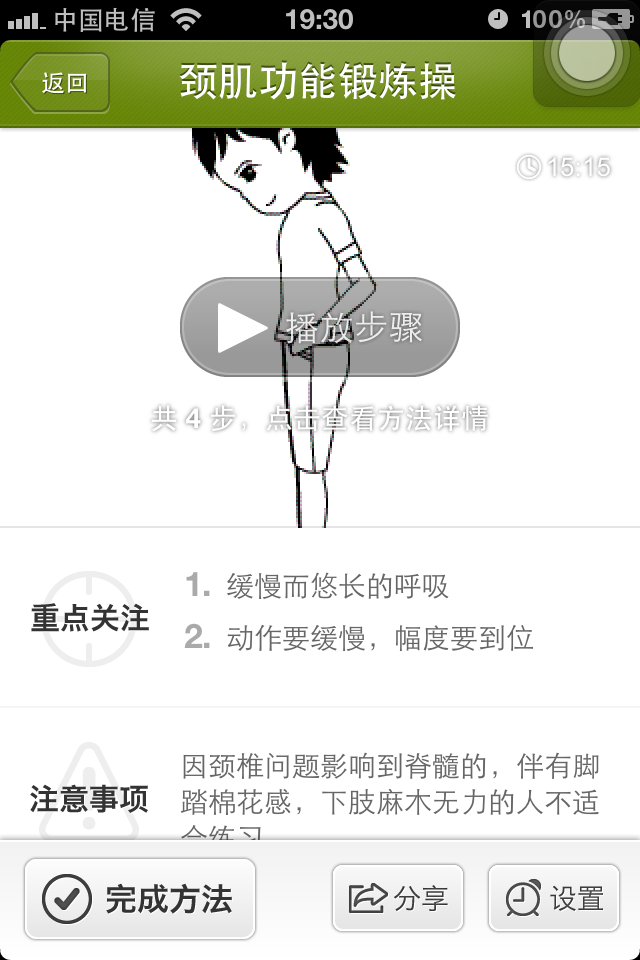 中国电信 19:30 100%
返回 颈肌功能锻炼操
15:15
播放步骤
共 4 步，点击查看方法详情
重点关注
1. 缓慢而悠长的呼吸
2. 动作要缓慢，幅度要到位
注意事项
因颈椎问题影响到脊髓的，伴有脚
踏棉花感，下肢麻木无力的人不适
合练习
完成方法 分享 设置